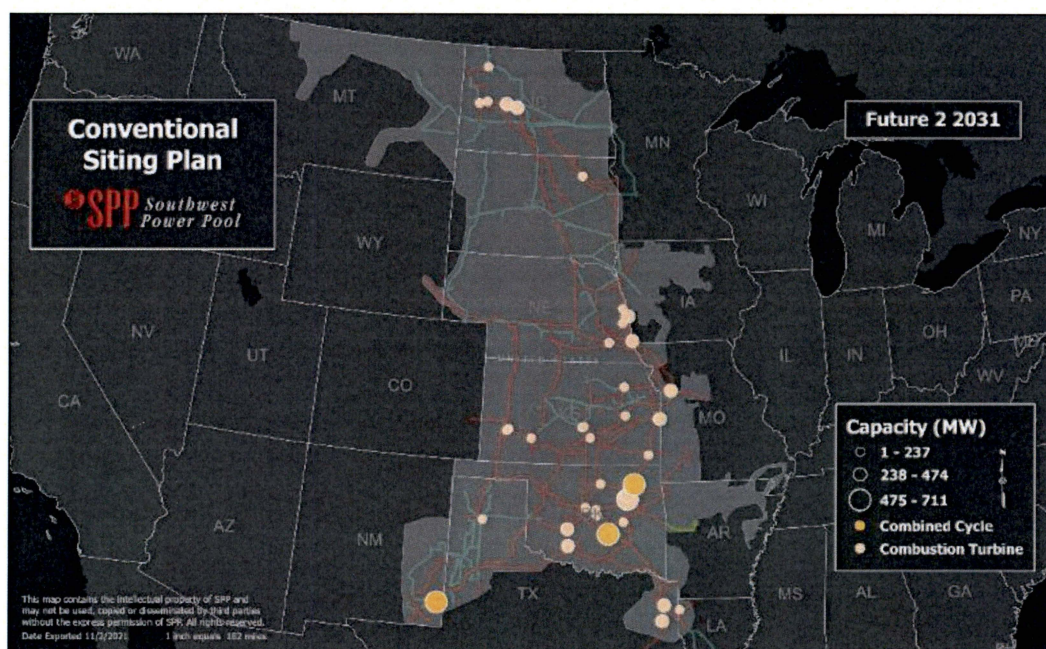 WA
MT
ND
MN
Conventional
Siting Plan
SPP Southwest
Power Pool
Future 2 2031
WI
MI
NY
WY
IA
NE
PA
NV
UT
CO
IL
IN
OH
WV
CA
MO
Capacity (MW)
1 - 237
238 - 474
475 - 711
Combined Cycle
Combustion Turbine
AZ
NM
AR
TX
LA
MS
AL
GA
This map contains the intellectual property of SPP and
may not be used, copied or disseminated by third parties
without the express permission of SPP. All rights reserved.
Date Exported 11/2/2021 1 inch equals 182 miles